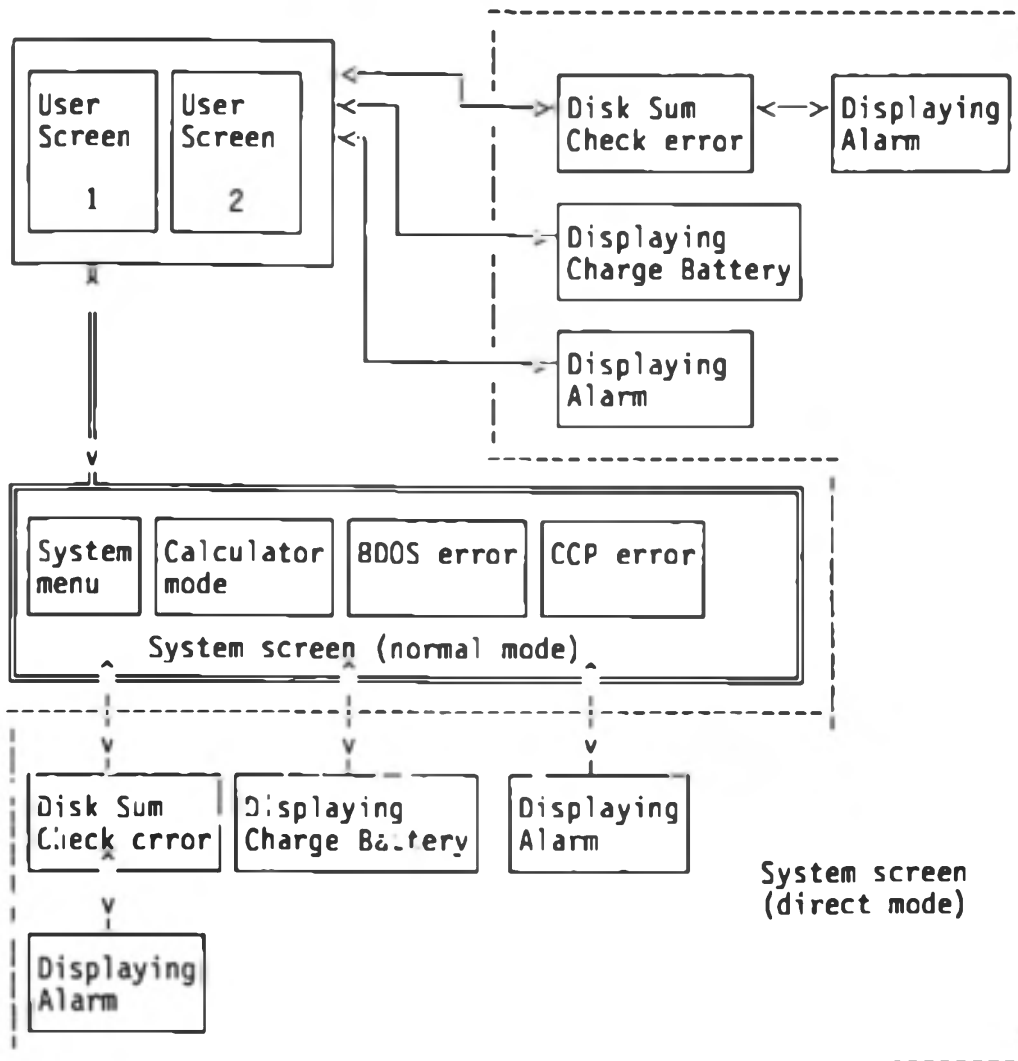 User
Screen
1
User
Screen
2
Disk Sum
Check error
Displaying
Alarm
Displaying
Charge Battery
Displaying
Alarm
System
menu
Calculator
mode
BDOS error
CCP error
System screen (normal mode)
Disk Sum
Check error
Displaying
Charge Battery
Displaying
Alarm
System screen
(direct mode)
Displaying
Alarm